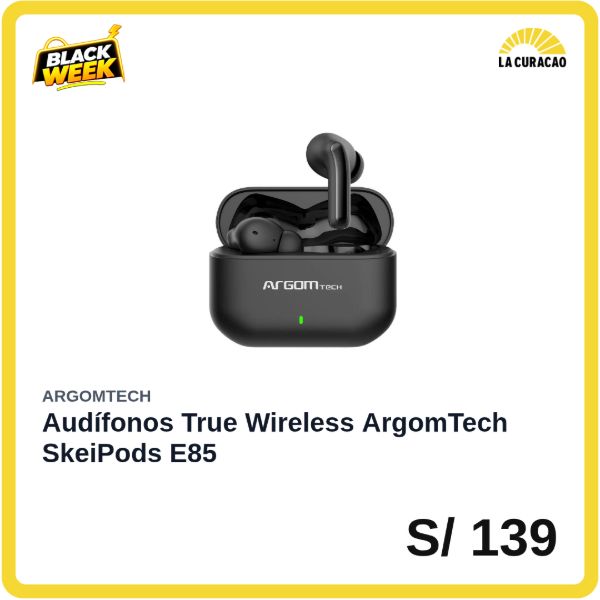 BLACK
WEEK
LA CURACAO
ARGOMTECH
ARGOMTECH
Audífonos True Wireless ArgomTech
SkeiPods E85
S/ 139